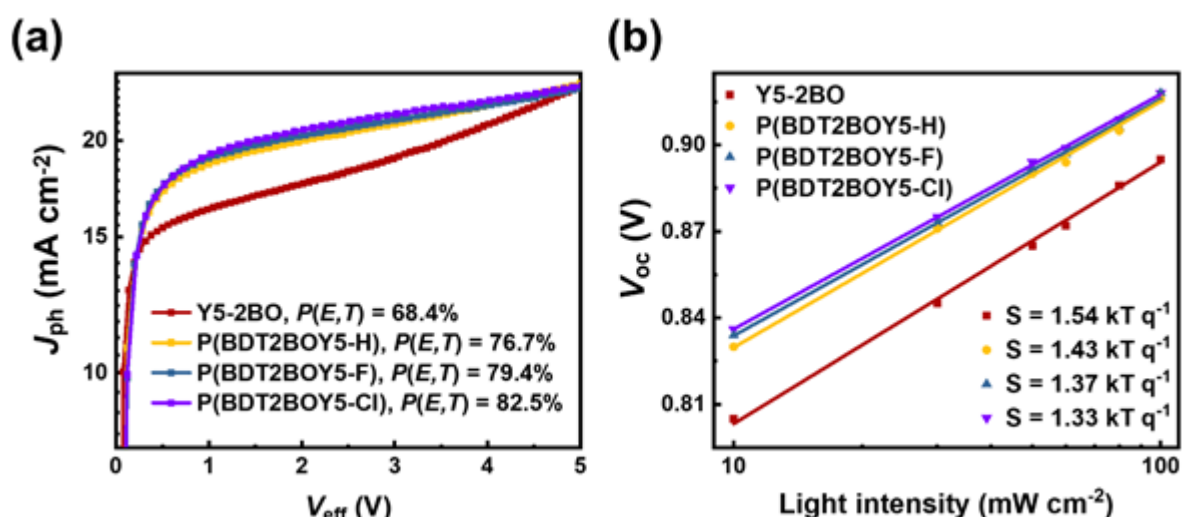 (a)
20
15
10
J_ph (mA cm⁻²)
Y5-2BO, P(E,T) = 68.4%
P(BDT2BOY5-H), P(E,T) = 76.7%
P(BDT2BOY5-F), P(E,T) = 79.4%
P(BDT2BOY5-Cl), P(E,T) = 82.5%
0 1 2 3 4 5
V_eff (V)
(b)
Y5-2BO
P(BDT2BOY5-H)
P(BDT2BOY5-F)
P(BDT2BOY5-Cl)
0.90
0.87
0.84
0.81
V_oc (V)
S = 1.54 kT q⁻¹
S = 1.43 kT q⁻¹
S = 1.37 kT q⁻¹
S = 1.33 kT q⁻¹
10 100
Light intensity (mW cm⁻²)